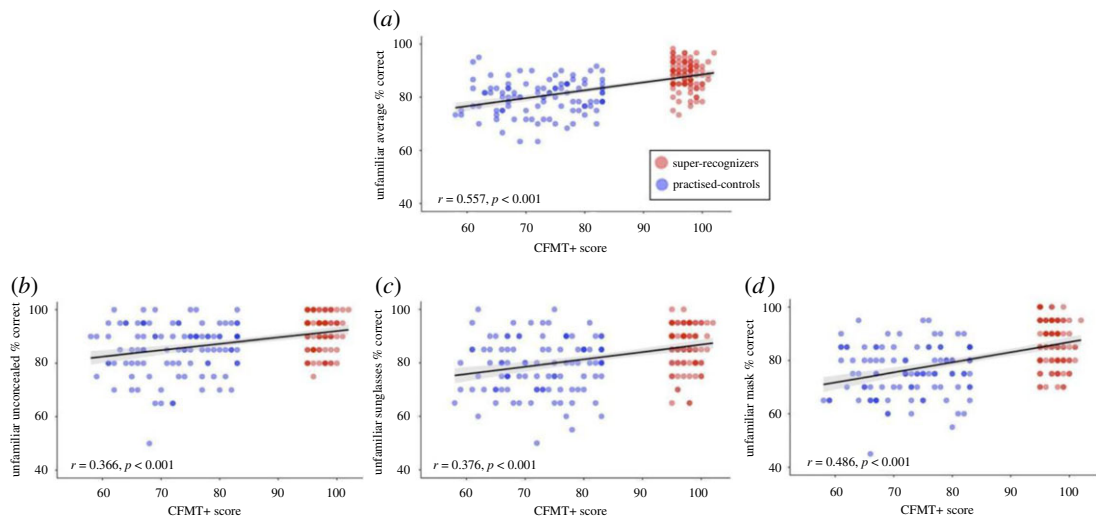 (a)
unfamiliar average % correct
100
80
60
40
super-recognizers
practised-controls
r = 0.557, p < 0.001
60 70 80 90 100
CFMT+ score
(b)
unfamiliar unconcealed % correct
100
80
60
40
r = 0.366, p < 0.001
60 70 80 90 100
CFMT+ score
(c)
unfamiliar sunglasses % correct
100
80
60
40
r = 0.376, p < 0.001
60 70 80 90 100
CFMT+ score
(d)
unfamiliar mask % correct
100
80
60
40
r = 0.486, p < 0.001
60 70 80 90 100
CFMT+ score